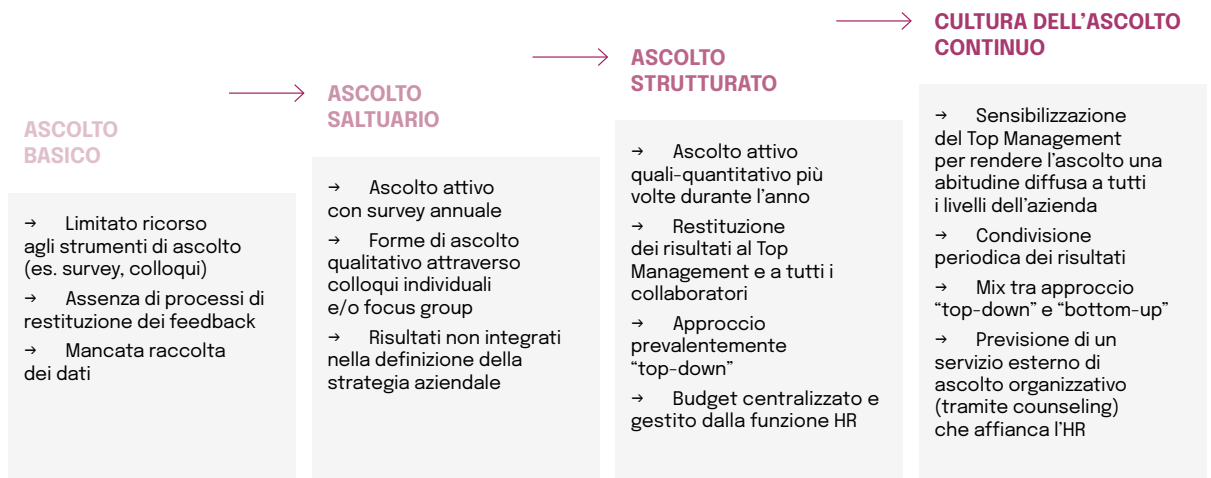 ASCOLTO
BASICO
→ Limitato ricorso
agli strumenti di ascolto
(es. survey, colloqui)
→ Assenza di processi di
restituzione dei feedback
→ Mancata raccolta
dei dati
→ ASCOLTO
SALTUARIO
→ Ascolto attivo
con survey annuale
→ Forme di ascolto
qualitativo attraverso
colloqui individuali
e/o focus group
→ Risultati non integrati
nella definizione della
strategia aziendale
→ ASCOLTO
STRUTTURATO
→ Ascolto attivo
quali-quantitativo più
volte durante l'anno
→ Restituzione
dei risultati al Top
Management e a tutti i
collaboratori
→ Approccio
prevalentemente
“top-down”
→ Budget centralizzato e
gestito dalla funzione HR
→ CULTURA DELL'ASCOLTO
CONTINUO
→ Sensibilizzazione
del Top Management
per rendere l'ascolto una
abitudine diffusa a tutti
i livelli dell'azienda
→ Condivisione
periodica dei risultati
→ Mix tra approccio
“top-down” e “bottom-up”
→ Previsione di un
servizio esterno di
ascolto organizzativo
(tramite counseling)
che affianca l'HR